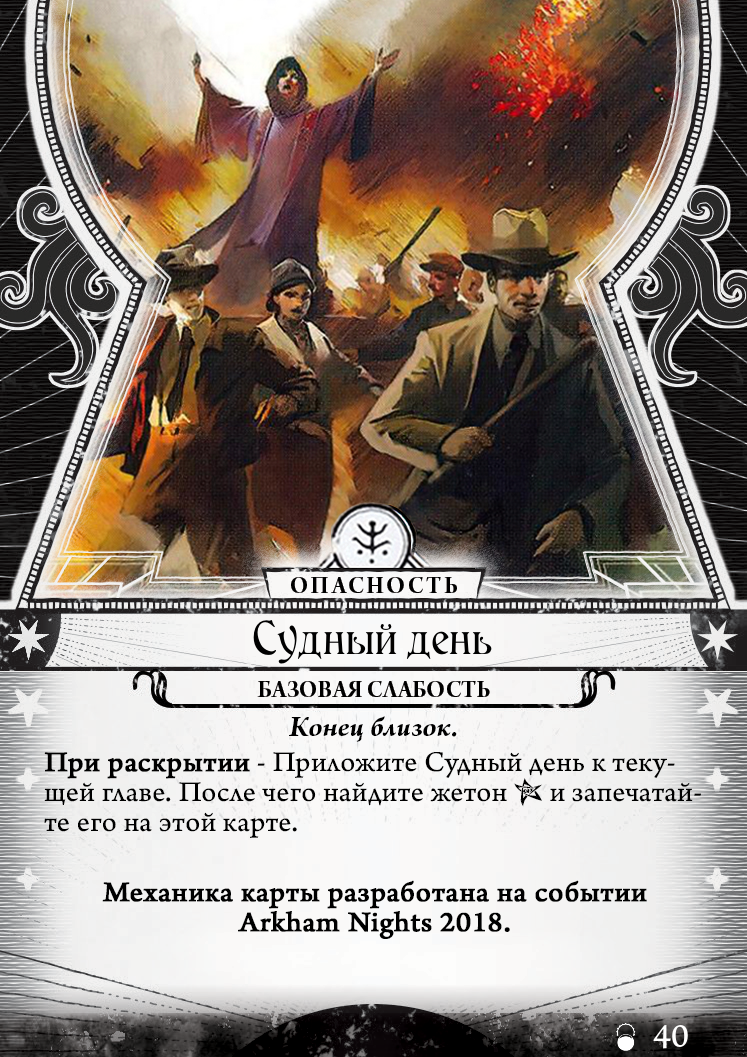 ОПАСНОСТЬ
Судный день
БАЗОВАЯ СЛАБОСТЬ
Конец близок.
При раскрытии - Приложите Судный день к теку-
щей главе. После чего найдите жетон и запечатай-
те его на этой карте.
Механика карты разработана на событии
Arkham Nights 2018.
40